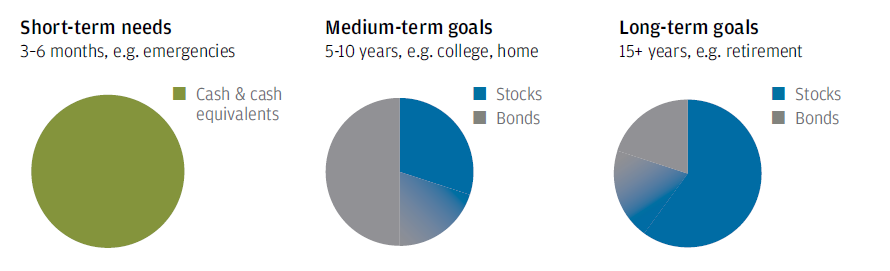 Short-term needs
3–6 months, e.g. emergencies
Cash & cash
equivalents
Medium-term goals
5-10 years, e.g. college, home
Stocks
Bonds
Long-term goals
15+ years, e.g. retirement
Stocks
Bonds